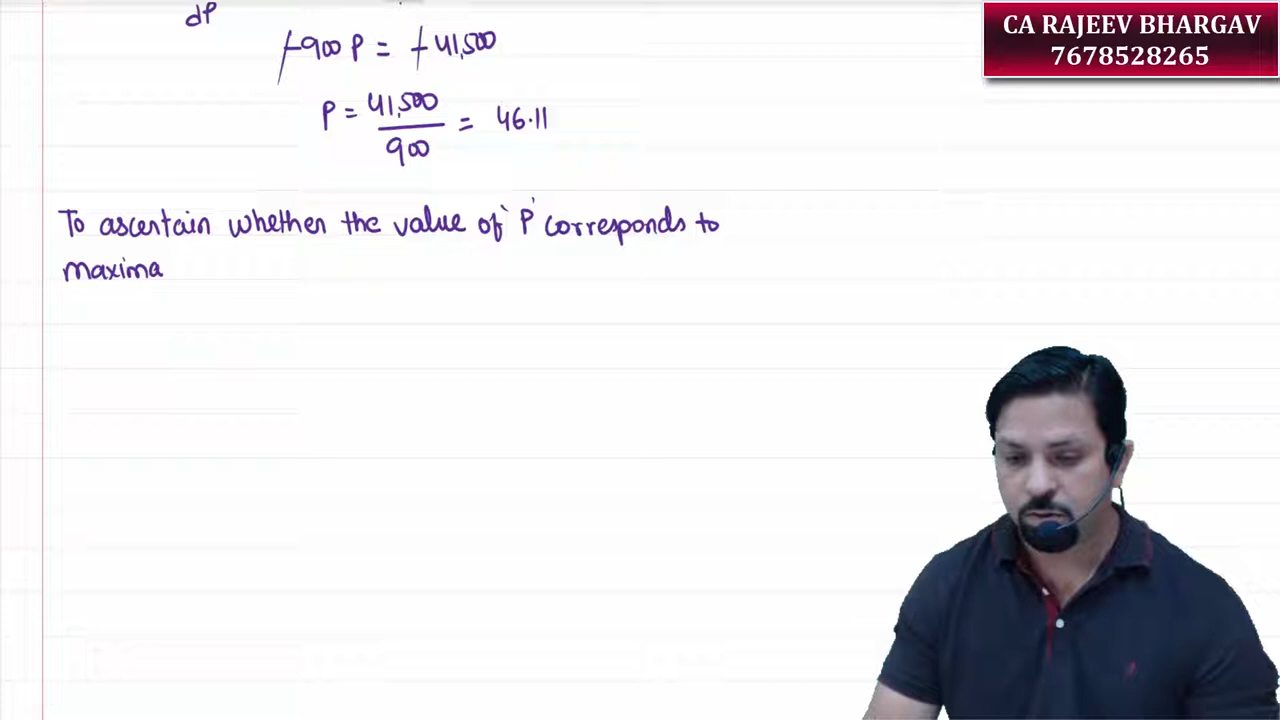 dP
-900 P = -41,500
P = 41,500 / 900 = 46.11
To ascertain whether the value of 'P' corresponds to
maxima
CA RAJEEV BHARGAV
7678528265